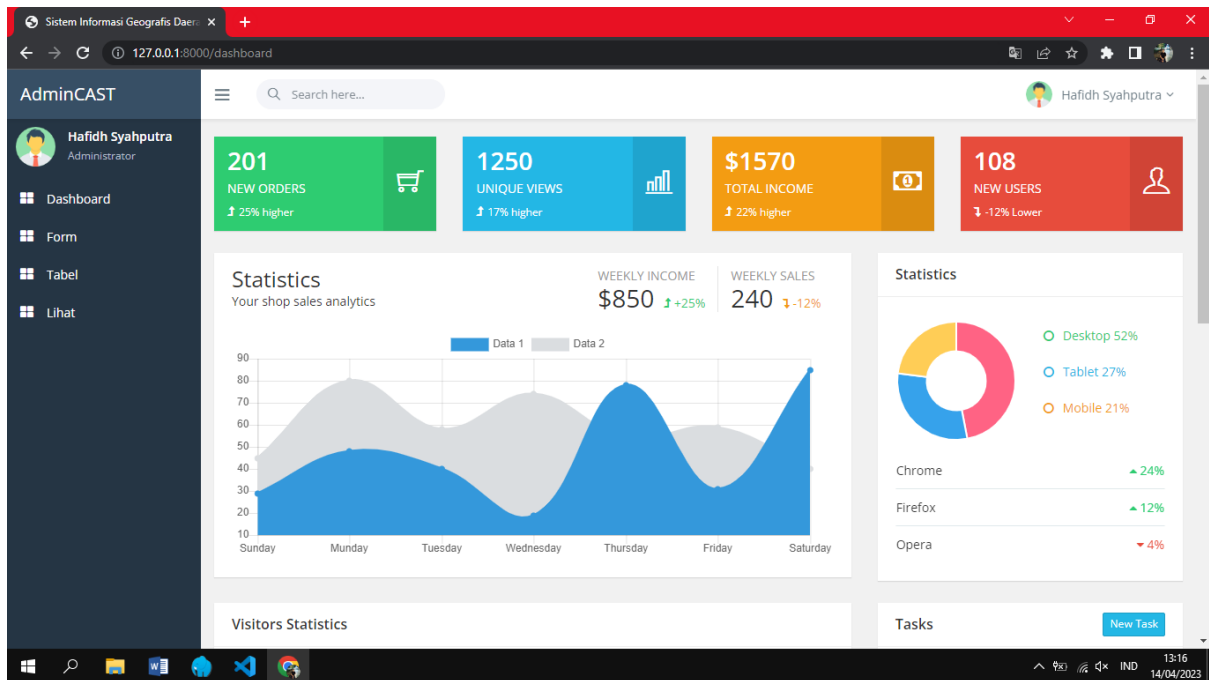 Sistem Informasi Geografis Daera
127.0.0.1:8000/dashboard
AdminCAST
Search here...
Hafidh Syahputra
Hafidh Syahputra
Administrator
Dashboard
Form
Tabel
Lihat
201
NEW ORDERS
25% higher
1250
UNIQUE VIEWS
17% higher
$1570
TOTAL INCOME
22% higher
108
NEW USERS
-12% Lower
Statistics
Your shop sales analytics
WEEKLY INCOME
$850 +25%
WEEKLY SALES
240 -12%
Data 1 Data 2
90
80
70
60
50
40
30
20
10
Sunday Munday Tuesday Wednesday Thursday Friday Saturday
Statistics
Desktop 52%
Tablet 27%
Mobile 21%
Chrome 24%
Firefox 12%
Opera 4%
Visitors Statistics
Tasks
New Task
IND
13:16
14/04/2023